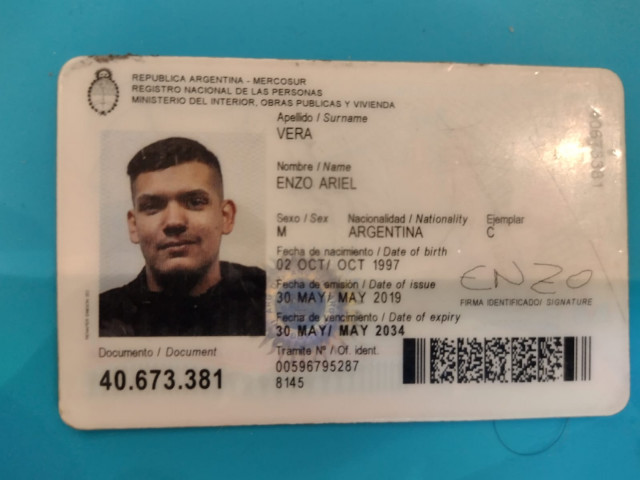 REPUBLICA ARGENTINA - MERCOSUR
REGISTRO NACIONAL DE LAS PERSONAS
MINISTERIO DEL INTERIOR, OBRAS PUBLICAS Y VIVIENDA
Apellido / Surname
VERA
Nombre / Name
ENZO ARIEL
Sexo / Sex Nacionalidad / Nationality Ejemplar
M ARGENTINA C
Fecha de nacimiento / Date of birth
02 OCT/ OCT 1997
Fecha de emisión / Date of issue
30 MAY/ MAY 2019
ENZO
FIRMA IDENTIFICADO/ SIGNATURE
Fecha de vencimiento / Date of expiry
30 MAY/ MAY 2034
Documento / Document
40.673.381
Tramite Nº / Of. ident.
00596795287
8145